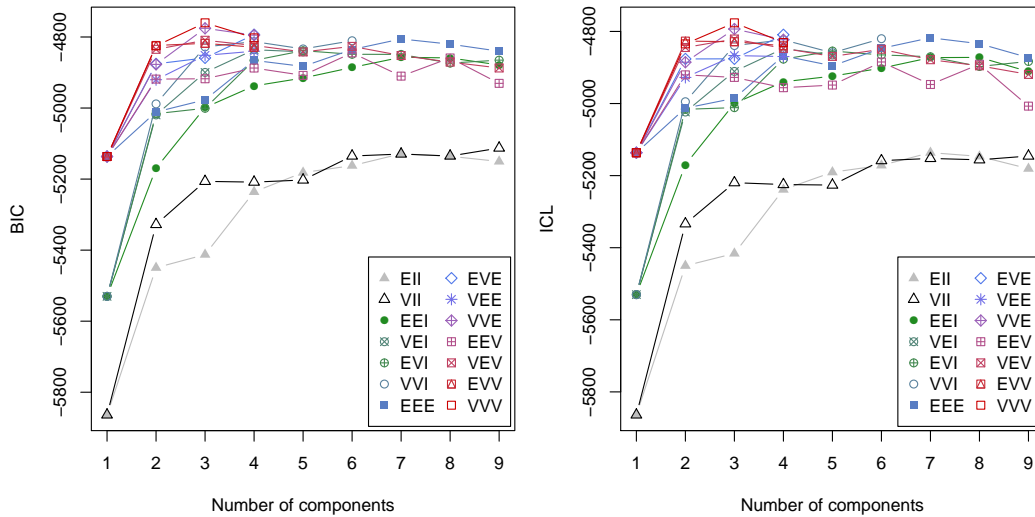 BIC
−4800
−5000
−5200
−5400
−5600
−5800
1 2 3 4 5 6 7 8 9
Number of components
EII EVE
VII VEE
EEI VVE
VEI EEV
EVI VEV
VVI EVV
EEE VVV
ICL
−4800
−5000
−5200
−5400
−5600
−5800
1 2 3 4 5 6 7 8 9
Number of components
EII EVE
VII VEE
EEI VVE
VEI EEV
EVI VEV
VVI EVV
EEE VVV